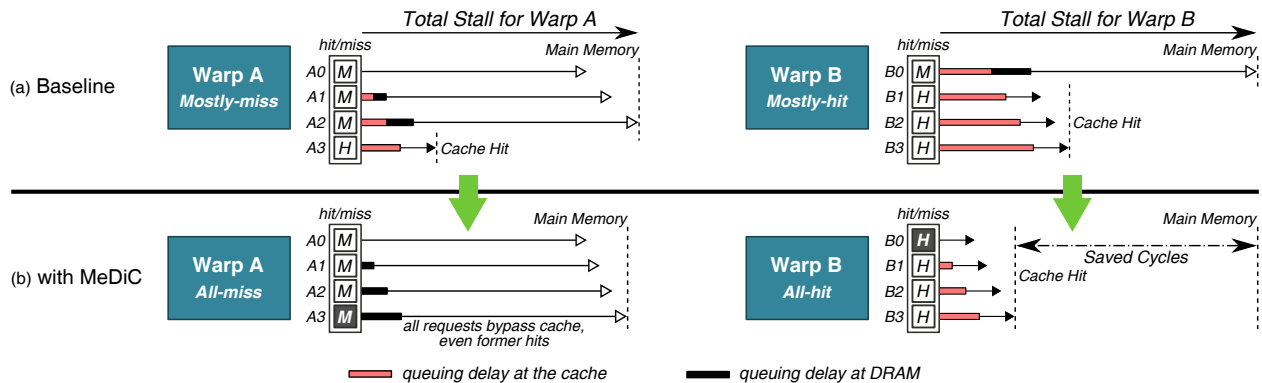 Total Stall for Warp A
Total Stall for Warp B
hit/miss
Main Memory
hit/miss
Main Memory
(a) Baseline
Warp A
Mostly-miss
A0 M
A1 M
A2 M
A3 H
Cache Hit
Warp B
Mostly-hit
B0 M
B1 H
B2 H
B3 H
Cache Hit
hit/miss
Main Memory
hit/miss
Main Memory
(b) with MeDiC
Warp A
All-miss
A0 M
A1 M
A2 M
A3 M
all requests bypass cache,
even former hits
Warp B
All-hit
B0 H
B1 H
B2 H
B3 H
Saved Cycles
Cache Hit
queuing delay at the cache
queuing delay at DRAM